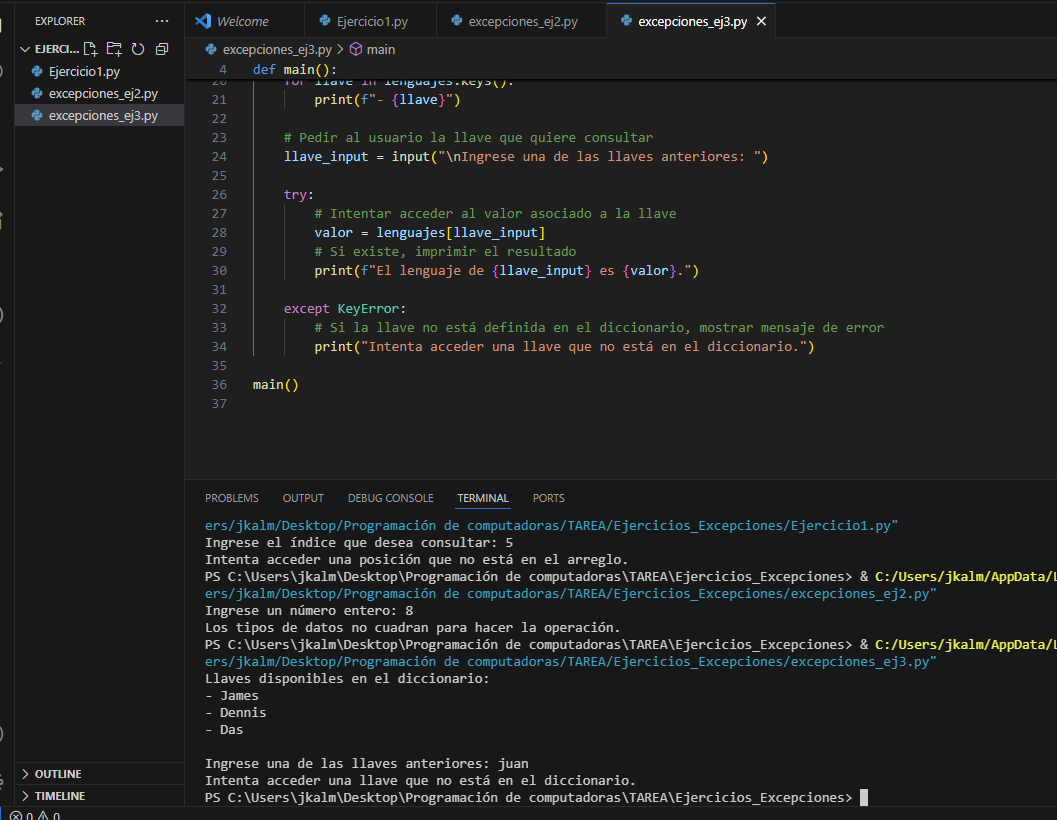 EXPLORER
EJERCI...
Ejercicio1.py
excepciones_ej2.py
excepciones_ej3.py
OUTLINE
TIMELINE
0 0
Welcome Ejercicio1.py excepciones_ej2.py excepciones_ej3.py
excepciones_ej3.py > main
4 def main():
20 for llave in lenguajes.keys():
21 print(f"- {llave}")
22
23 # Pedir al usuario la llave que quiere consultar
24 llave_input = input("\nIngrese una de las llaves anteriores: ")
25
26 try:
27 # Intentar acceder al valor asociado a la llave
28 valor = lenguajes[llave_input]
29 # Si existe, imprimir el resultado
30 print(f"El lenguaje de {llave_input} es {valor}.")
31
32 except KeyError:
33 # Si la llave no está definida en el diccionario, mostrar mensaje de error
34 print("Intenta acceder una llave que no está en el diccionario.")
35
36 main()
37
PROBLEMS OUTPUT DEBUG CONSOLE TERMINAL PORTS
ers/jkalm/Desktop/Programación de computadoras/TAREA/Ejercicios_Excepciones/Ejercicio1.py"
Ingrese el índice que desea consultar: 5
Intenta acceder una posición que no está en el arreglo.
PS C:\Users\jkalm\Desktop\Programación de computadoras\TAREA\Ejercicios_Excepciones> & C:/Users/jkalm/AppData/L
ers/jkalm/Desktop/Programación de computadoras/TAREA/Ejercicios_Excepciones/excepciones_ej2.py"
Ingrese un número entero: 8
Los tipos de datos no cuadran para hacer la operación.
PS C:\Users\jkalm\Desktop\Programación de computadoras\TAREA\Ejercicios_Excepciones> & C:/Users/jkalm/AppData/L
ers/jkalm/Desktop/Programación de computadoras/TAREA/Ejercicios_Excepciones/excepciones_ej3.py"
Llaves disponibles en el diccionario:
- James
- Dennis
- Das
Ingrese una de las llaves anteriores: juan
Intenta acceder una llave que no está en el diccionario.
PS C:\Users\jkalm\Desktop\Programación de computadoras\TAREA\Ejercicios_Excepciones>